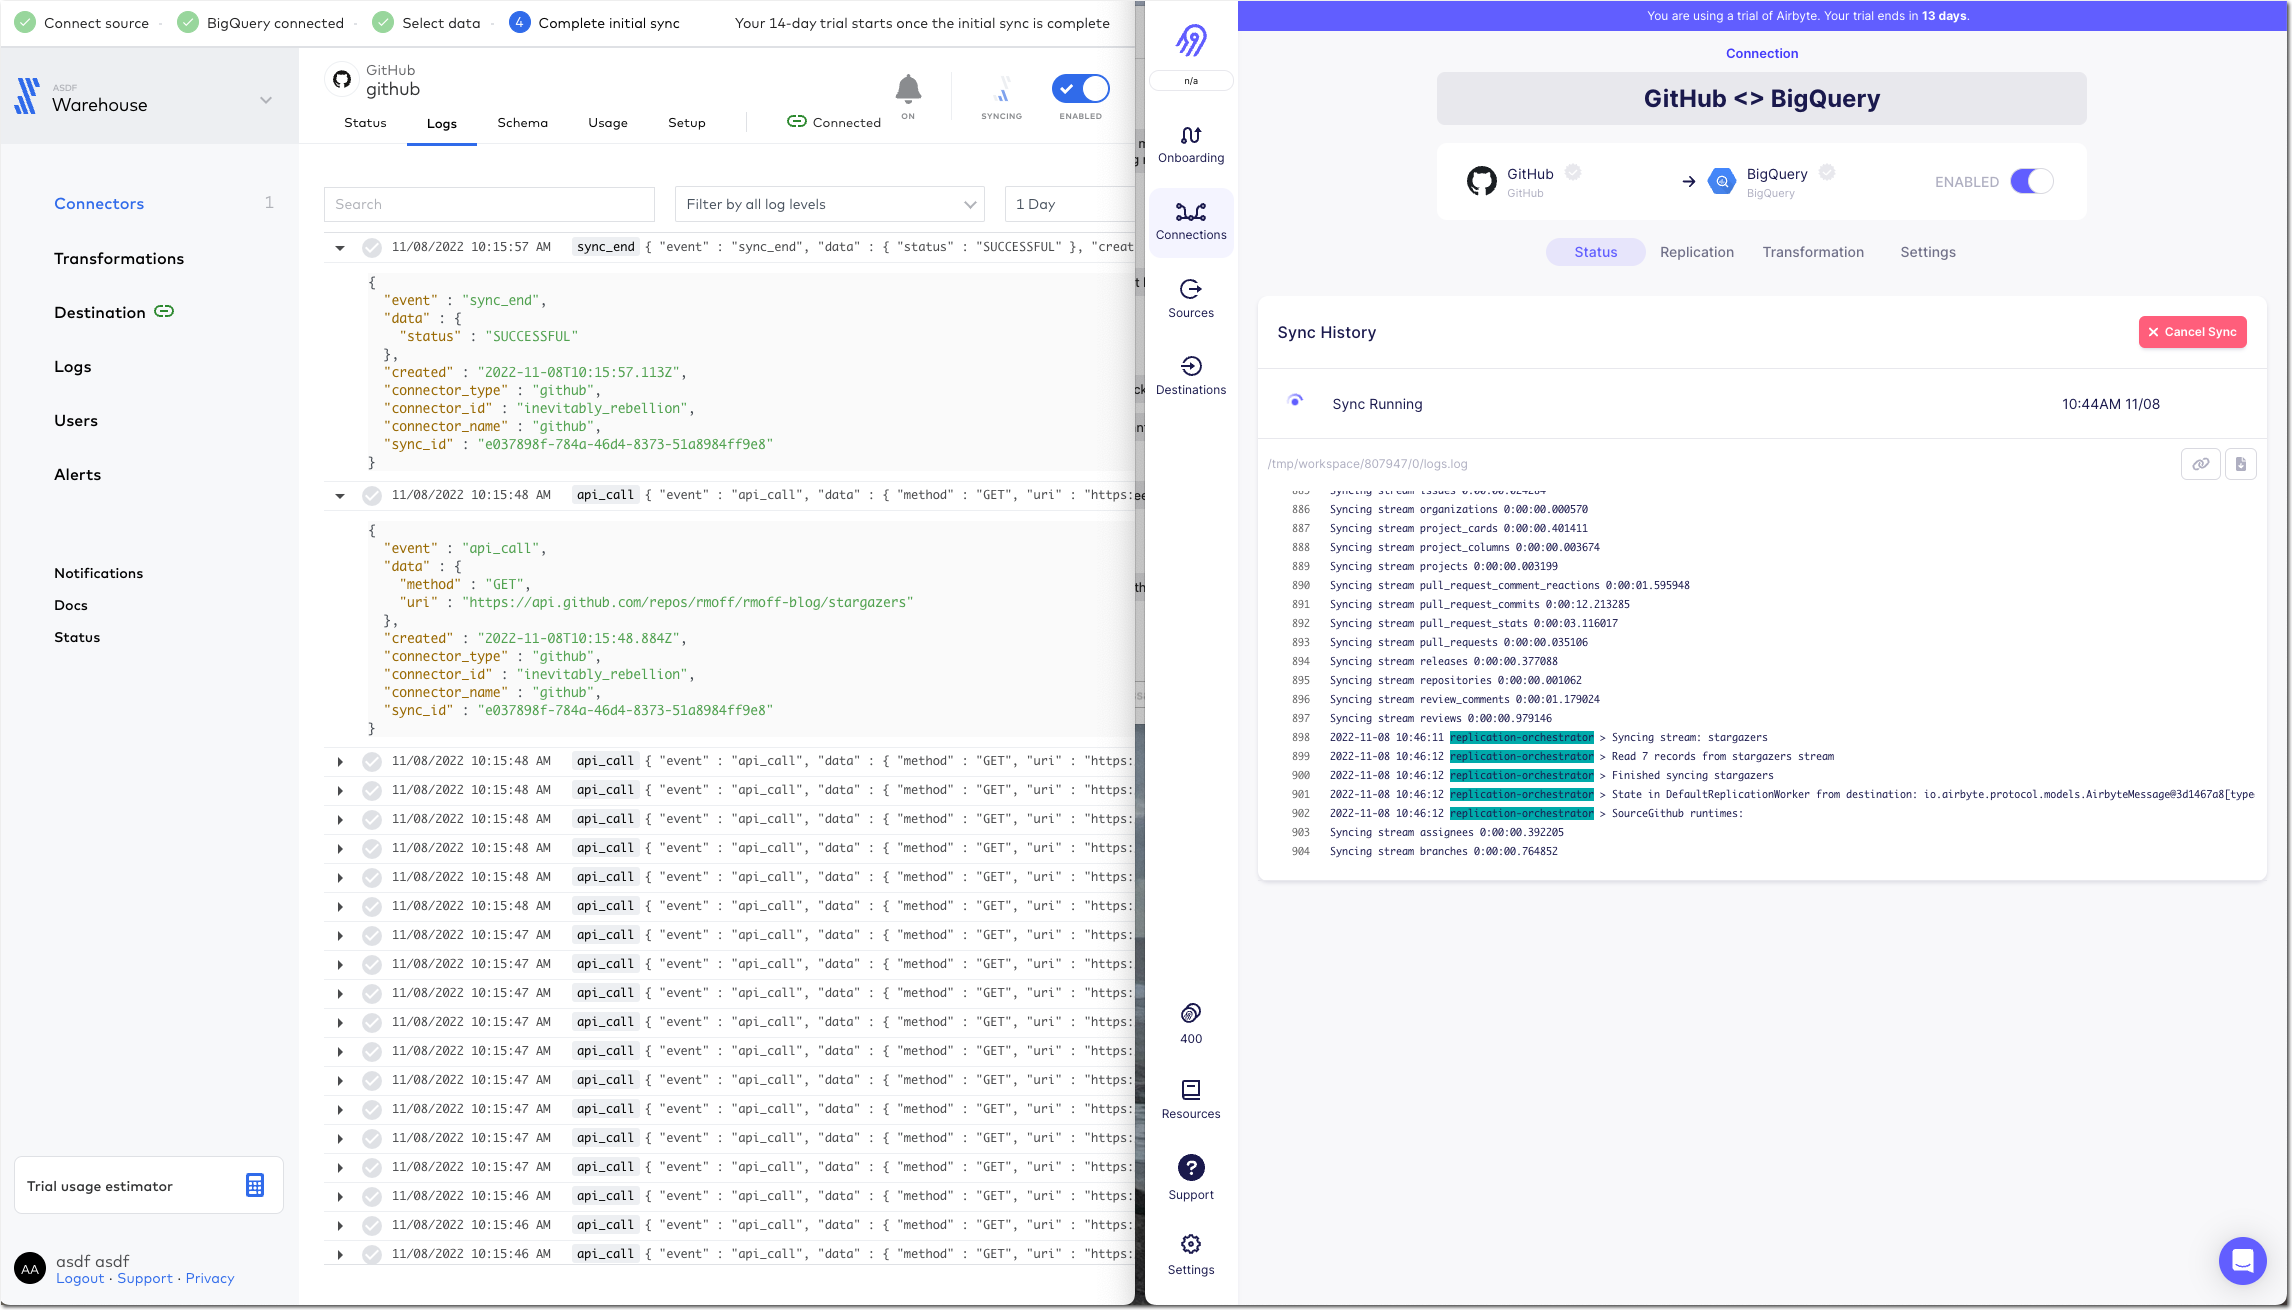 Connect source
BigQuery connected
Select data
4 Complete initial sync
Your 14-day trial starts once the initial sync is complete
ASDF
Warehouse
Connectors 1
Transformations
Destination
Logs
Users
Alerts
Notifications
Docs
Status
Trial usage estimator
AA
asdf asdf
Logout · Support · Privacy
GitHub
github
ON
SYNCING
ENABLED
Status Logs Schema Usage Setup Connected
Search
Filter by all log levels
1 Day
11/08/2022 10:15:57 AM sync_end { "event" : "sync_end", "data" : { "status" : "SUCCESSFUL" }, "creat
{
"event" : "sync_end",
"data" : {
"status" : "SUCCESSFUL"
},
"created" : "2022-11-08T10:15:57.113Z",
"connector_type" : "github",
"connector_id" : "inevitably_rebellion",
"connector_name" : "github",
"sync_id" : "e037898f-784a-46d4-8373-51a8984ff9e8"
}
11/08/2022 10:15:48 AM api_call { "event" : "api_call", "data" : { "method" : "GET", "uri" : "https:
{
"event" : "api_call",
"data" : {
"method" : "GET",
"uri" : "https://api.github.com/repos/rmoff/rmoff-blog/stargazers"
},
"created" : "2022-11-08T10:15:48.884Z",
"connector_type" : "github",
"connector_id" : "inevitably_rebellion",
"connector_name" : "github",
"sync_id" : "e037898f-784a-46d4-8373-51a8984ff9e8"
}
11/08/2022 10:15:48 AM api_call { "event" : "api_call", "data" : { "method" : "GET", "uri" : "https:
11/08/2022 10:15:48 AM api_call { "event" : "api_call", "data" : { "method" : "GET", "uri" : "https:
11/08/2022 10:15:48 AM api_call { "event" : "api_call", "data" : { "method" : "GET", "uri" : "https:
11/08/2022 10:15:48 AM api_call { "event" : "api_call", "data" : { "method" : "GET", "uri" : "https:
11/08/2022 10:15:48 AM api_call { "event" : "api_call", "data" : { "method" : "GET", "uri" : "https:
11/08/2022 10:15:48 AM api_call { "event" : "api_call", "data" : { "method" : "GET", "uri" : "https:
11/08/2022 10:15:47 AM api_call { "event" : "api_call", "data" : { "method" : "GET", "uri" : "https:
11/08/2022 10:15:47 AM api_call { "event" : "api_call", "data" : { "method" : "GET", "uri" : "https:
11/08/2022 10:15:47 AM api_call { "event" : "api_call", "data" : { "method" : "GET", "uri" : "https:
11/08/2022 10:15:47 AM api_call { "event" : "api_call", "data" : { "method" : "GET", "uri" : "https:
11/08/2022 10:15:47 AM api_call { "event" : "api_call", "data" : { "method" : "GET", "uri" : "https:
11/08/2022 10:15:47 AM api_call { "event" : "api_call", "data" : { "method" : "GET", "uri" : "https:
11/08/2022 10:15:47 AM api_call { "event" : "api_call", "data" : { "method" : "GET", "uri" : "https:
11/08/2022 10:15:47 AM api_call { "event" : "api_call", "data" : { "method" : "GET", "uri" : "https:
11/08/2022 10:15:47 AM api_call { "event" : "api_call", "data" : { "method" : "GET", "uri" : "https:
11/08/2022 10:15:46 AM api_call { "event" : "api_call", "data" : { "method" : "GET", "uri" : "https:
11/08/2022 10:15:46 AM api_call { "event" : "api_call", "data" : { "method" : "GET", "uri" : "https:
11/08/2022 10:15:46 AM api_call { "event" : "api_call", "data" : { "method" : "GET", "uri" : "https:
n/a
Onboarding
Connections
Sources
Destinations
400
Resources
Support
Settings
You are using a trial of Airbyte. Your trial ends in 13 days.
Connection
GitHub <> BigQuery
GitHub
GitHub
→
BigQuery
BigQuery
ENABLED
Status Replication Transformation Settings
Sync History
Cancel Sync
Sync Running
10:44AM 11/08
/tmp/workspace/807947/0/logs.log
885 Syncing stream issues 0:00:00.024284
886 Syncing stream organizations 0:00:00.000570
887 Syncing stream project_cards 0:00:00.401411
888 Syncing stream project_columns 0:00:00.003674
889 Syncing stream projects 0:00:00.003199
890 Syncing stream pull_request_comment_reactions 0:00:01.595948
891 Syncing stream pull_request_commits 0:00:12.213285
892 Syncing stream pull_request_stats 0:00:03.116017
893 Syncing stream pull_requests 0:00:00.035106
894 Syncing stream releases 0:00:00.377088
895 Syncing stream repositories 0:00:00.001062
896 Syncing stream review_comments 0:00:01.179024
897 Syncing stream reviews 0:00:00.979146
898 2022-11-08 10:46:11 replication-orchestrator > Syncing stream: stargazers
899 2022-11-08 10:46:12 replication-orchestrator > Read 7 records from stargazers stream
900 2022-11-08 10:46:12 replication-orchestrator > Finished syncing stargazers
901 2022-11-08 10:46:12 replication-orchestrator > State in DefaultReplicationWorker from destination: io.airbyte.protocol.models.AirbyteMessage@3d1467a8[type
902 2022-11-08 10:46:12 replication-orchestrator > SourceGithub runtimes:
903 Syncing stream assignees 0:00:00.392205
904 Syncing stream branches 0:00:00.764852